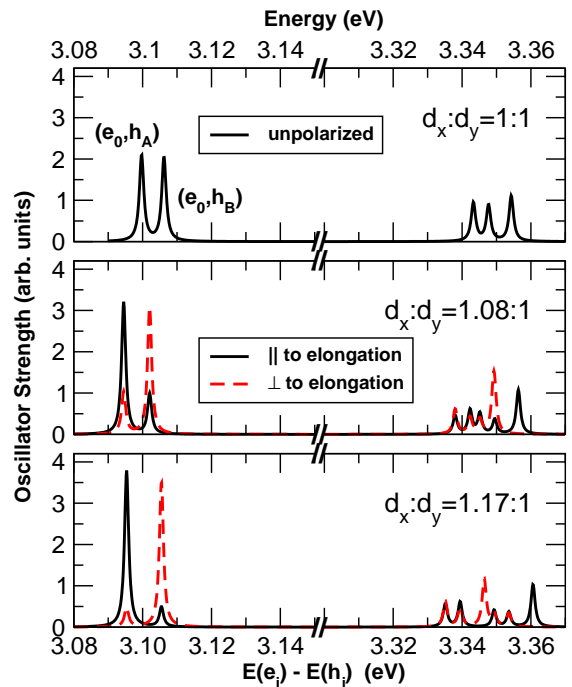 Energy (eV)
3.08 3.10 3.12 3.14 3.32 3.34 3.36
4
3
2
1
0
(e0,hA)
(e0,hB)
unpolarized
dx:dy=1:1
Oscillator Strength (arb. units)
4
3
2
1
0
dx:dy=1.08:1
|| to elongation
⊥ to elongation
4
3
2
1
0
dx:dy=1.17:1
3.08 3.10 3.12 3.14 3.32 3.34 3.36
E(ei) - E(hi) (eV)